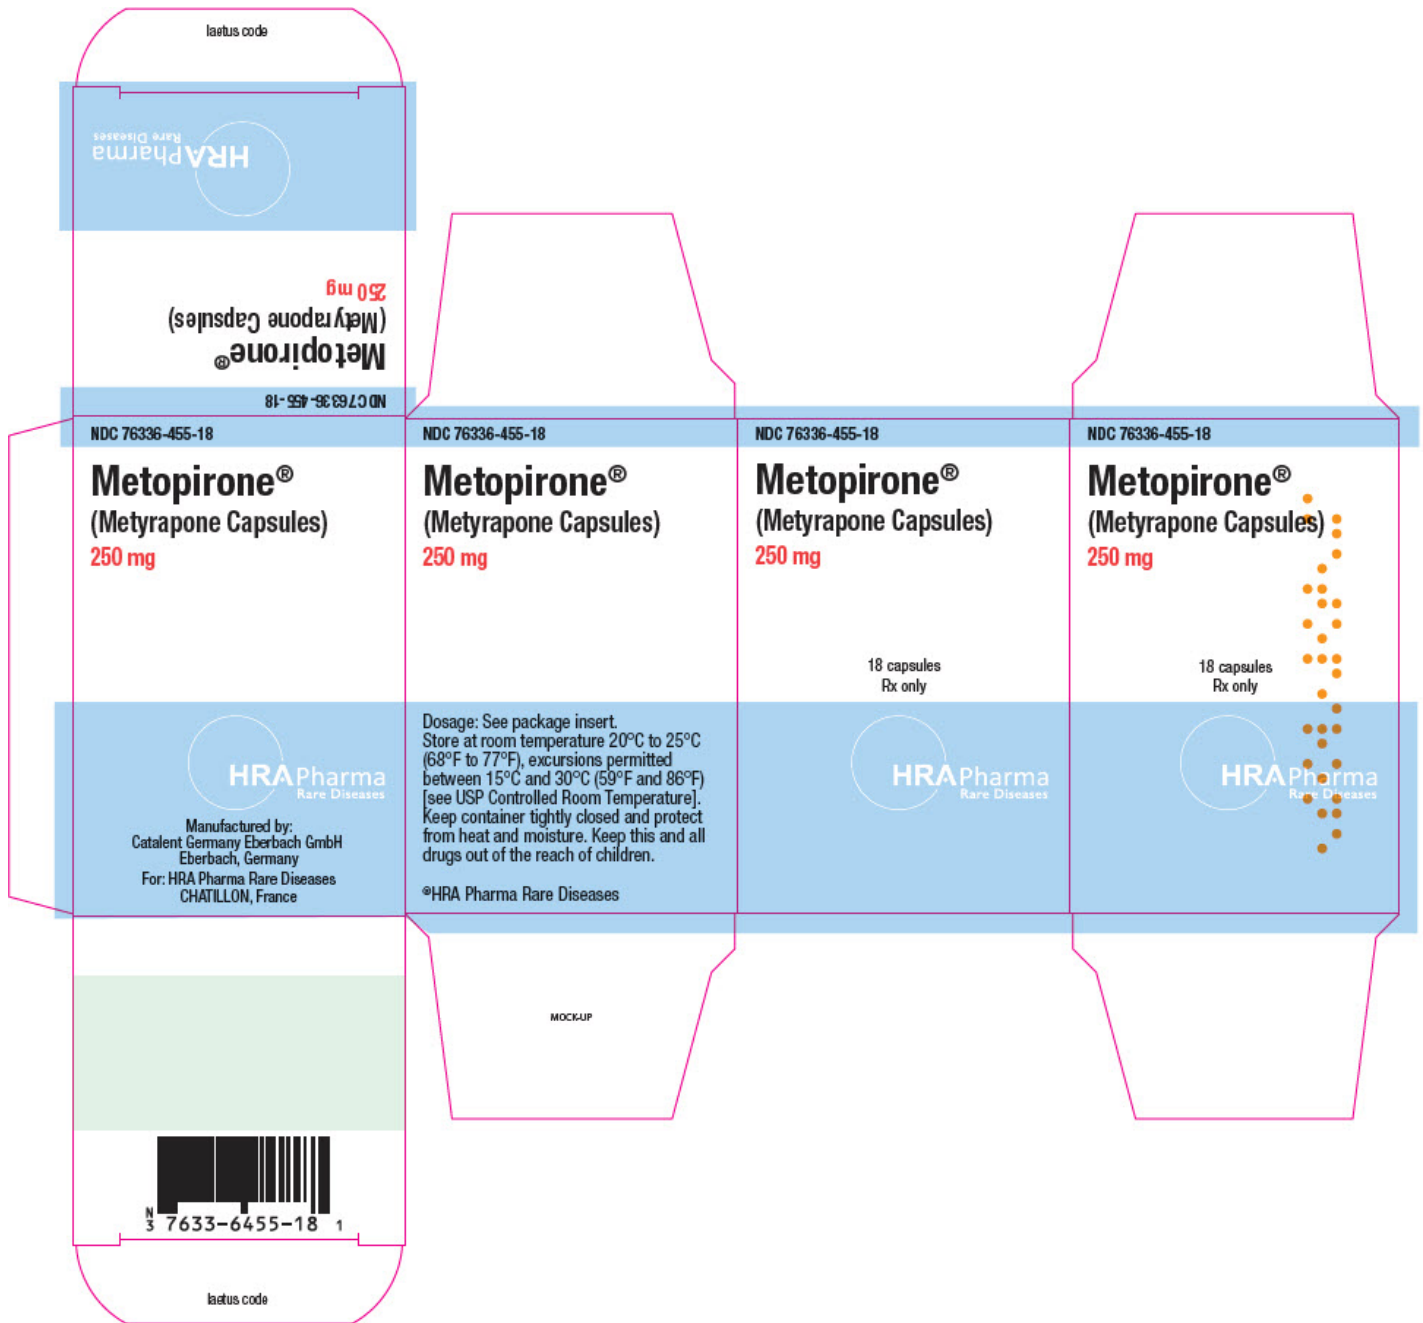 laetus code
HRA Pharma
Rare Diseases
250 mg
(Metyrapone Capsules)
Metopirone®
NDC 76336-455-18
NDC 76336-455-18
Metopirone®
(Metyrapone Capsules)
250 mg
HRA Pharma
Rare Diseases
Manufactured by:
Catalent Germany Eberbach GmbH
Eberbach, Germany
For: HRA Pharma Rare Diseases
CHATILLON, France
NDC 76336-455-18
Metopirone®
(Metyrapone Capsules)
250 mg
Dosage: See package insert.
Store at room temperature 20°C to 25°C
(68°F to 77°F), excursions permitted
between 15°C and 30°C (59°F and 86°F)
[see USP Controlled Room Temperature].
Keep container tightly closed and protect
from heat and moisture. Keep this and all
drugs out of the reach of children.
®HRA Pharma Rare Diseases
NDC 76336-455-18
Metopirone®
(Metyrapone Capsules)
250 mg
18 capsules
Rx only
HRA Pharma
Rare Diseases
NDC 76336-455-18
Metopirone®
(Metyrapone Capsules)
250 mg
18 capsules
Rx only
HRA Pharma
Rare Diseases
MOCK-UP
N
3 7633-6455-18 1
laetus code